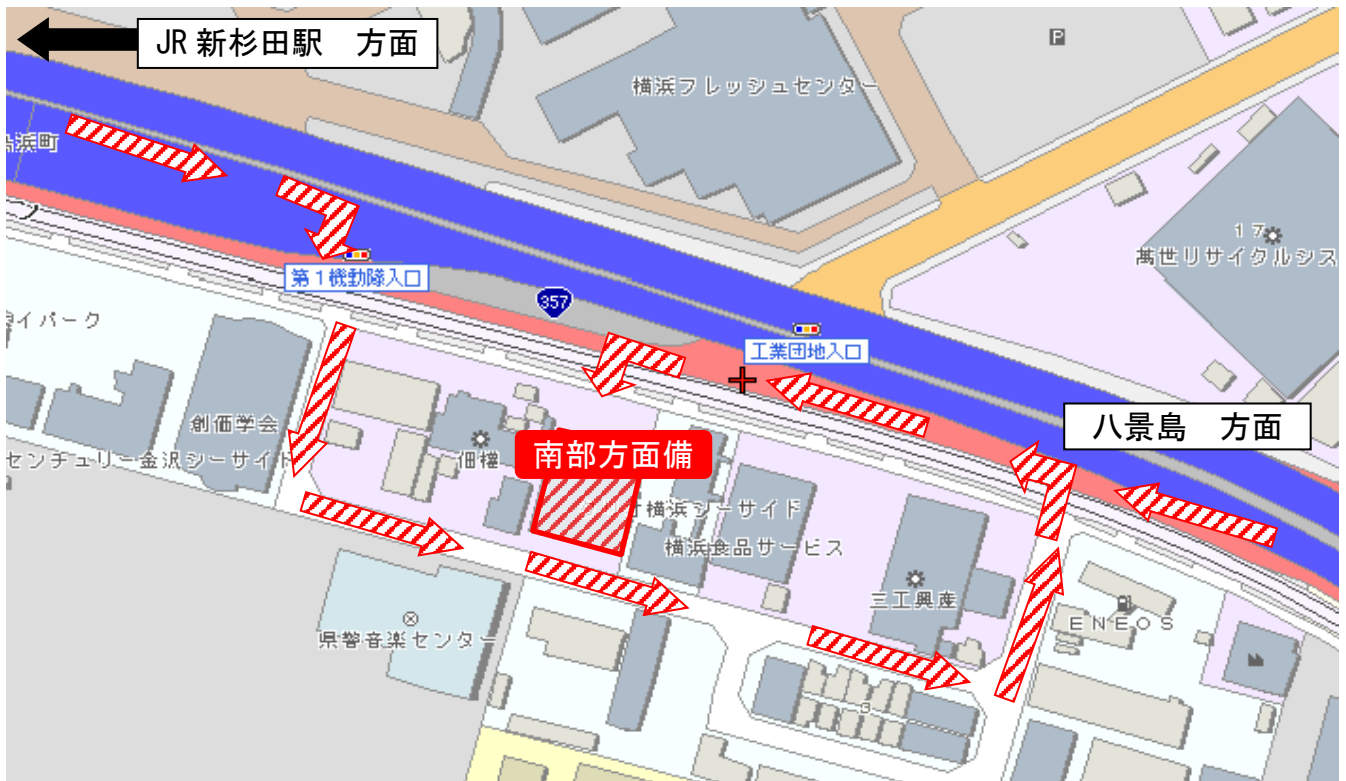 JR 新杉田駅　方面
横浜フレッシュセンター
浜町
17
萬世リサイクルシス
第1機動隊入口
357
工業団地入口
イパーク
八景島　方面
創価学会
センチュリー金沢シーサイド
佃權
南部方面備
横浜シーサイド
横浜食品サービス
三工興産
ENEOS
県警音楽センター
3
P